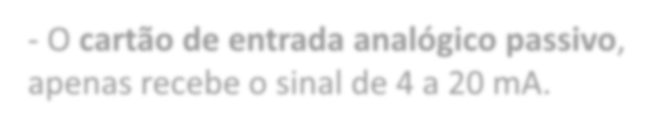 - O cartão de entrada analógico passivo,
apenas recebe o sinal de 4 a 20 mA.